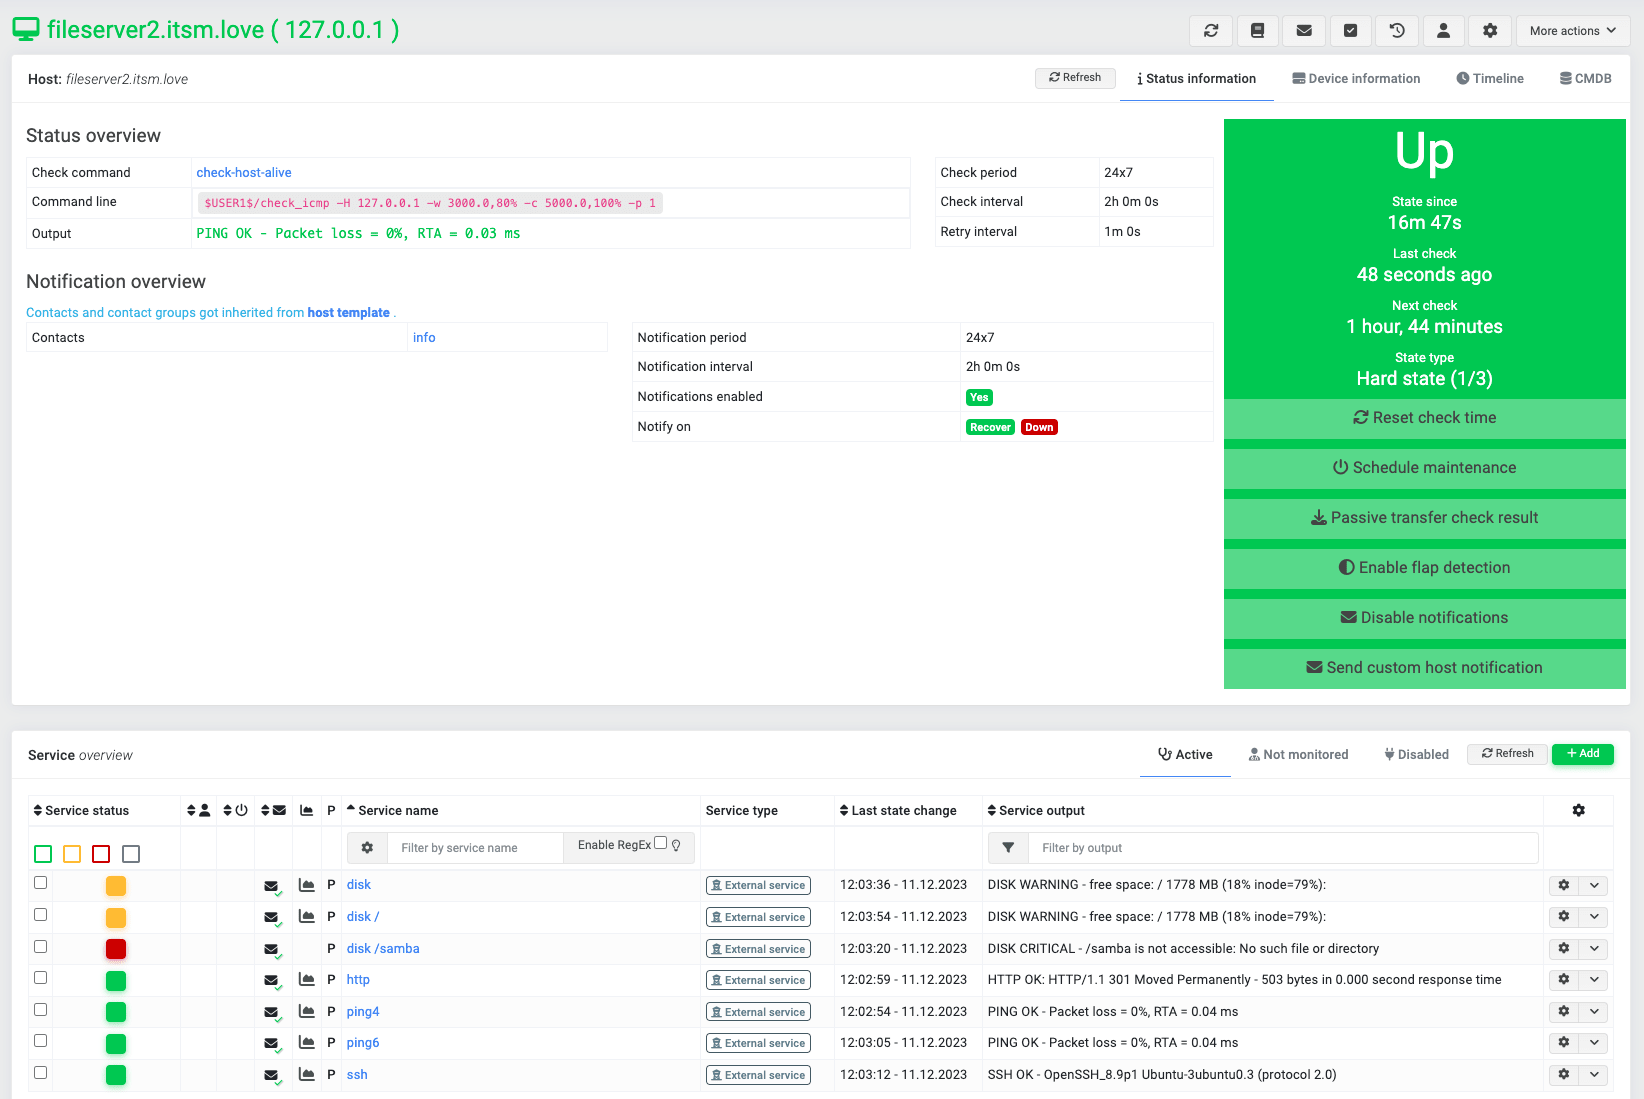 fileserver2.itsm.love ( 127.0.0.1 )
More actions
Host: fileserver2.itsm.love
Refresh
Status information
Device information
Timeline
CMDB
Status overview
Check command
check-host-alive
Command line
$USER1$/check_icmp -H 127.0.0.1 -w 3000.0,80% -c 5000.0,100% -p 1
Output
PING OK - Packet loss = 0%, RTA = 0.03 ms
Check period
24x7
Check interval
2h 0m 0s
Retry interval
1m 0s
Up
State since
16m 47s
Last check
48 seconds ago
Next check
1 hour, 44 minutes
State type
Hard state (1/3)
Reset check time
Schedule maintenance
Passive transfer check result
Enable flap detection
Disable notifications
Send custom host notification
Notification overview
Contacts and contact groups got inherited from host template .
Contacts
info
Notification period
24x7
Notification interval
2h 0m 0s
Notifications enabled
Yes
Notify on
Recover Down
Service overview
Active
Not monitored
Disabled
Refresh
+ Add
Service status P Service name Service type Last state change Service output
Filter by service name
Enable RegEx
Filter by output
P disk External service 12:03:36 - 11.12.2023 DISK WARNING - free space: / 1778 MB (18% inode=79%):
P disk / External service 12:03:54 - 11.12.2023 DISK WARNING - free space: / 1778 MB (18% inode=79%):
P disk /samba External service 12:03:20 - 11.12.2023 DISK CRITICAL - /samba is not accessible: No such file or directory
P http External service 12:02:59 - 11.12.2023 HTTP OK: HTTP/1.1 301 Moved Permanently - 503 bytes in 0.000 second response time
P ping4 External service 12:02:54 - 11.12.2023 PING OK - Packet loss = 0%, RTA = 0.04 ms
P ping6 External service 12:03:05 - 11.12.2023 PING OK - Packet loss = 0%, RTA = 0.04 ms
P ssh External service 12:03:12 - 11.12.2023 SSH OK - OpenSSH_8.9p1 Ubuntu-3ubuntu0.3 (protocol 2.0)